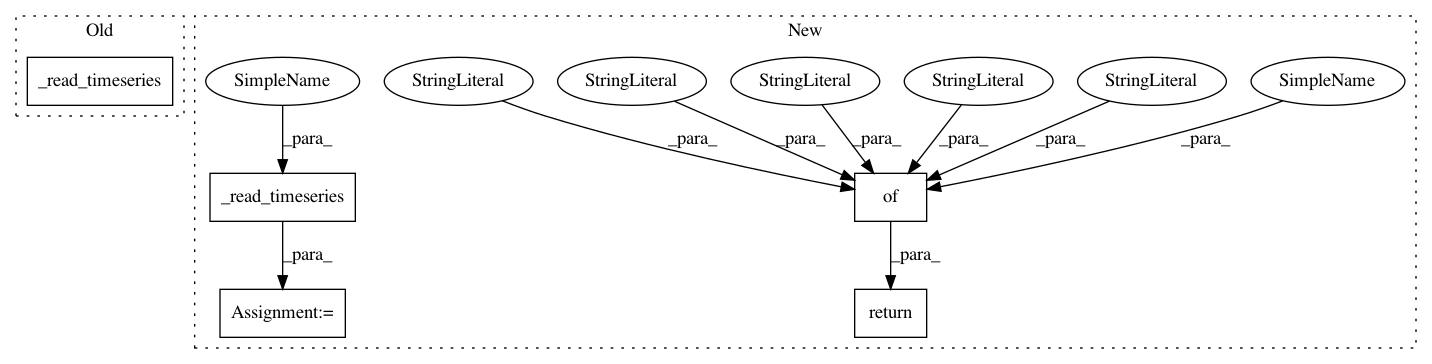 Old
New
_read_timeseries
SimpleName
StringLiteral
StringLiteral
StringLiteral
StringLiteral
StringLiteral
SimpleName
_para_
_para_
_para_
_para_
_para_
_para_
_para_
_read_timeseries
of
_para_
_para_
Assignment:=
return